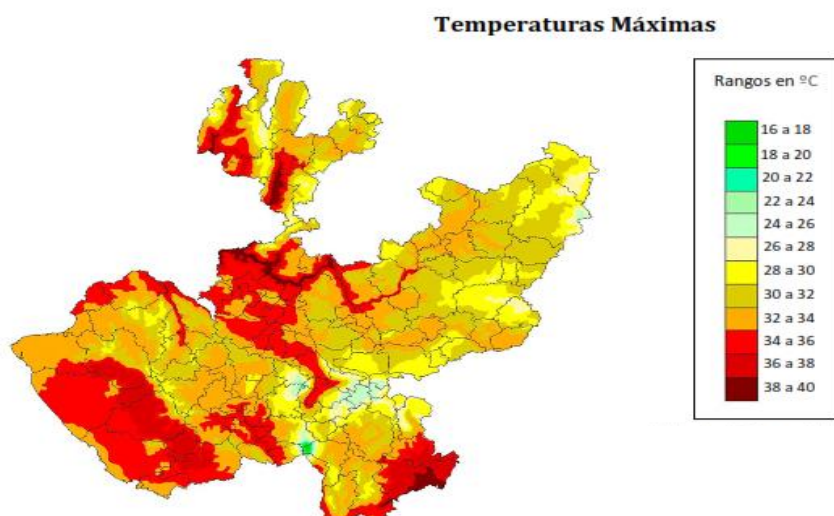 Temperaturas Máximas
Rangos en ºC
16 a 18
18 a 20
20 a 22
22 a 24
24 a 26
26 a 28
28 a 30
30 a 32
32 a 34
34 a 36
36 a 38
38 a 40